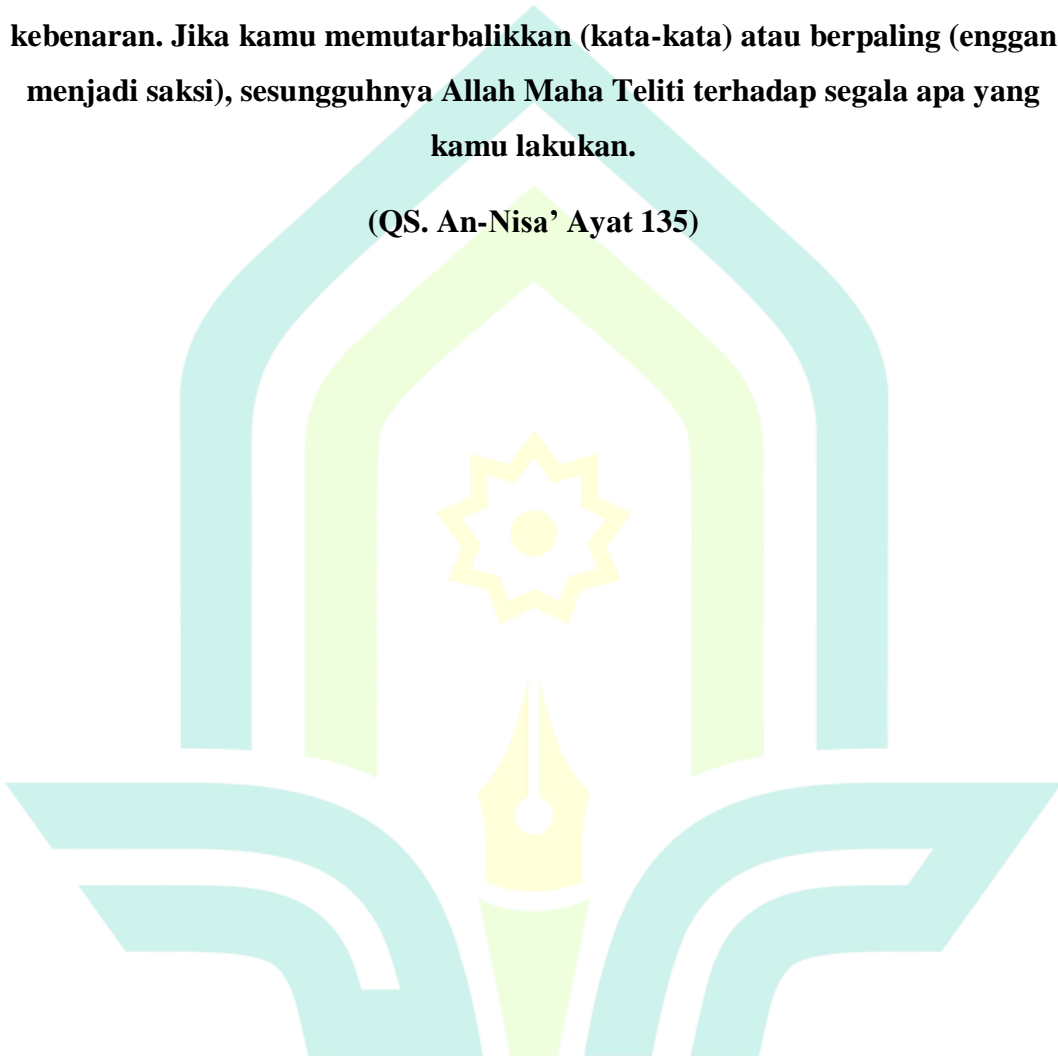 kebenaran. Jika kamu memutarbalikkan (kata-kata) atau berpaling (enggan
menjadi saksi), sesungguhnya Allah Maha Teliti terhadap segala apa yang
kamu lakukan.
(QS. An-Nisa’ Ayat 135)